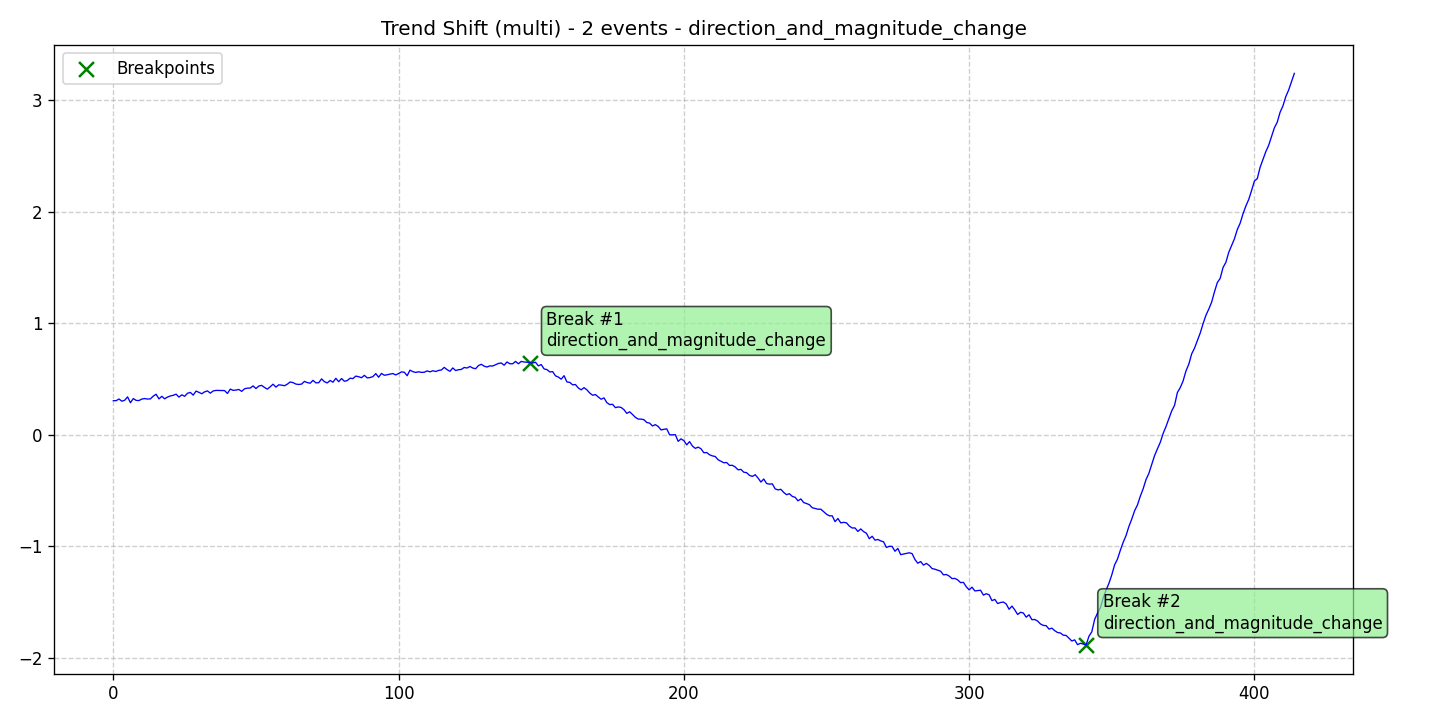 Trend Shift (multi) - 2 events - direction_and_magnitude_change
Breakpoints
3
2
1
0
−1
−2
Break #1
direction_and_magnitude_change
Break #2
direction_and_magnitude_change
0
100
200
300
400